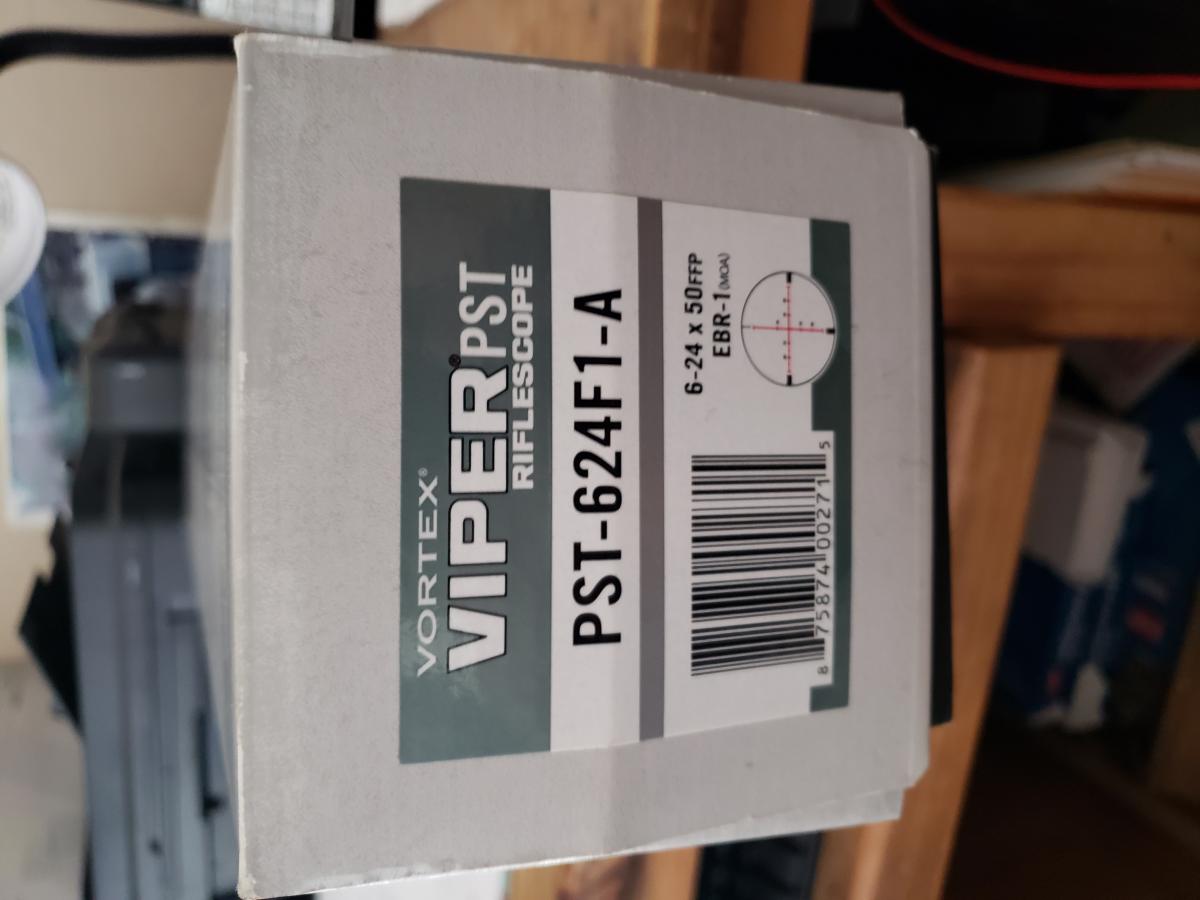 VORTEX®
VIPER® PST
RIFLESCOPE
PST-624F1-A
6-24 x 50 FFP
EBR-1 (MOA)
8 75874 00271 5